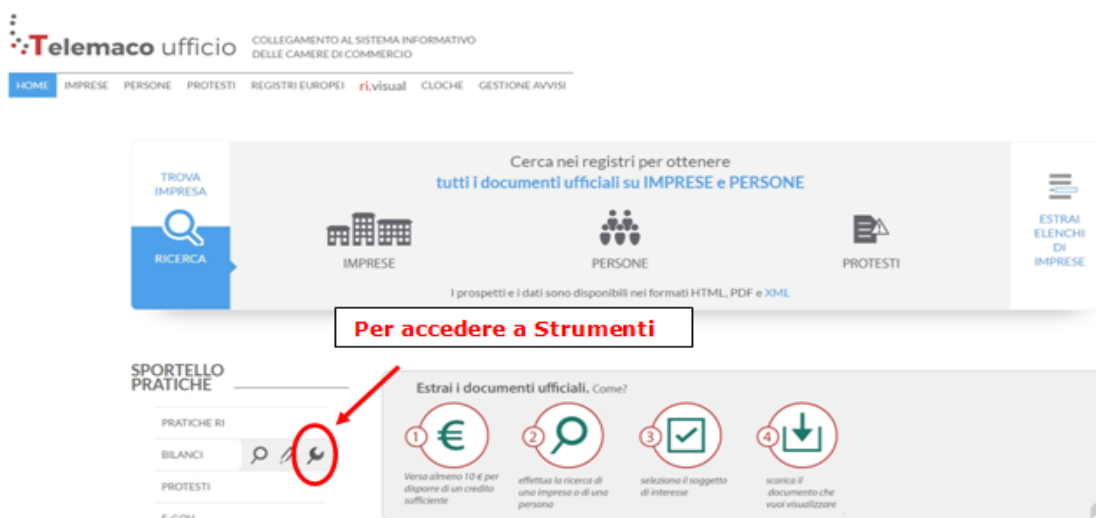 Telemaco ufficio
COLLEGAMENTO AL SISTEMA INFORMATIVO
DELLE CAMERE DI COMMERCIO
HOME IMPRESE PERSONE PROTESTI REGISTRI EUROPEI ri.visual CLOCHE GESTIONE AVVISI
TROVA
IMPRESA
RICERCA
Cerca nei registri per ottenere
tutti i documenti ufficiali su IMPRESE e PERSONE
IMPRESE PERSONE PROTESTI
I prospetti e i dati sono disponibili nei formati HTML, PDF e XML
ESTRAI
ELENCHI
DI
IMPRESE
Per accedere a Strumenti
SPORTELLO
PRATICHE
PRATICHE RI
BILANCI
PROTESTI
E-GOV
Estrai i documenti ufficiali. Come?
1 €
Versa almeno 10 € per
disporre di un credito
sufficiente
2
effettua la ricerca di
una impresa o di una
persona
3
seleziona il soggetto
di interesse
4
scarica il
documento che
vuoi visualizzare